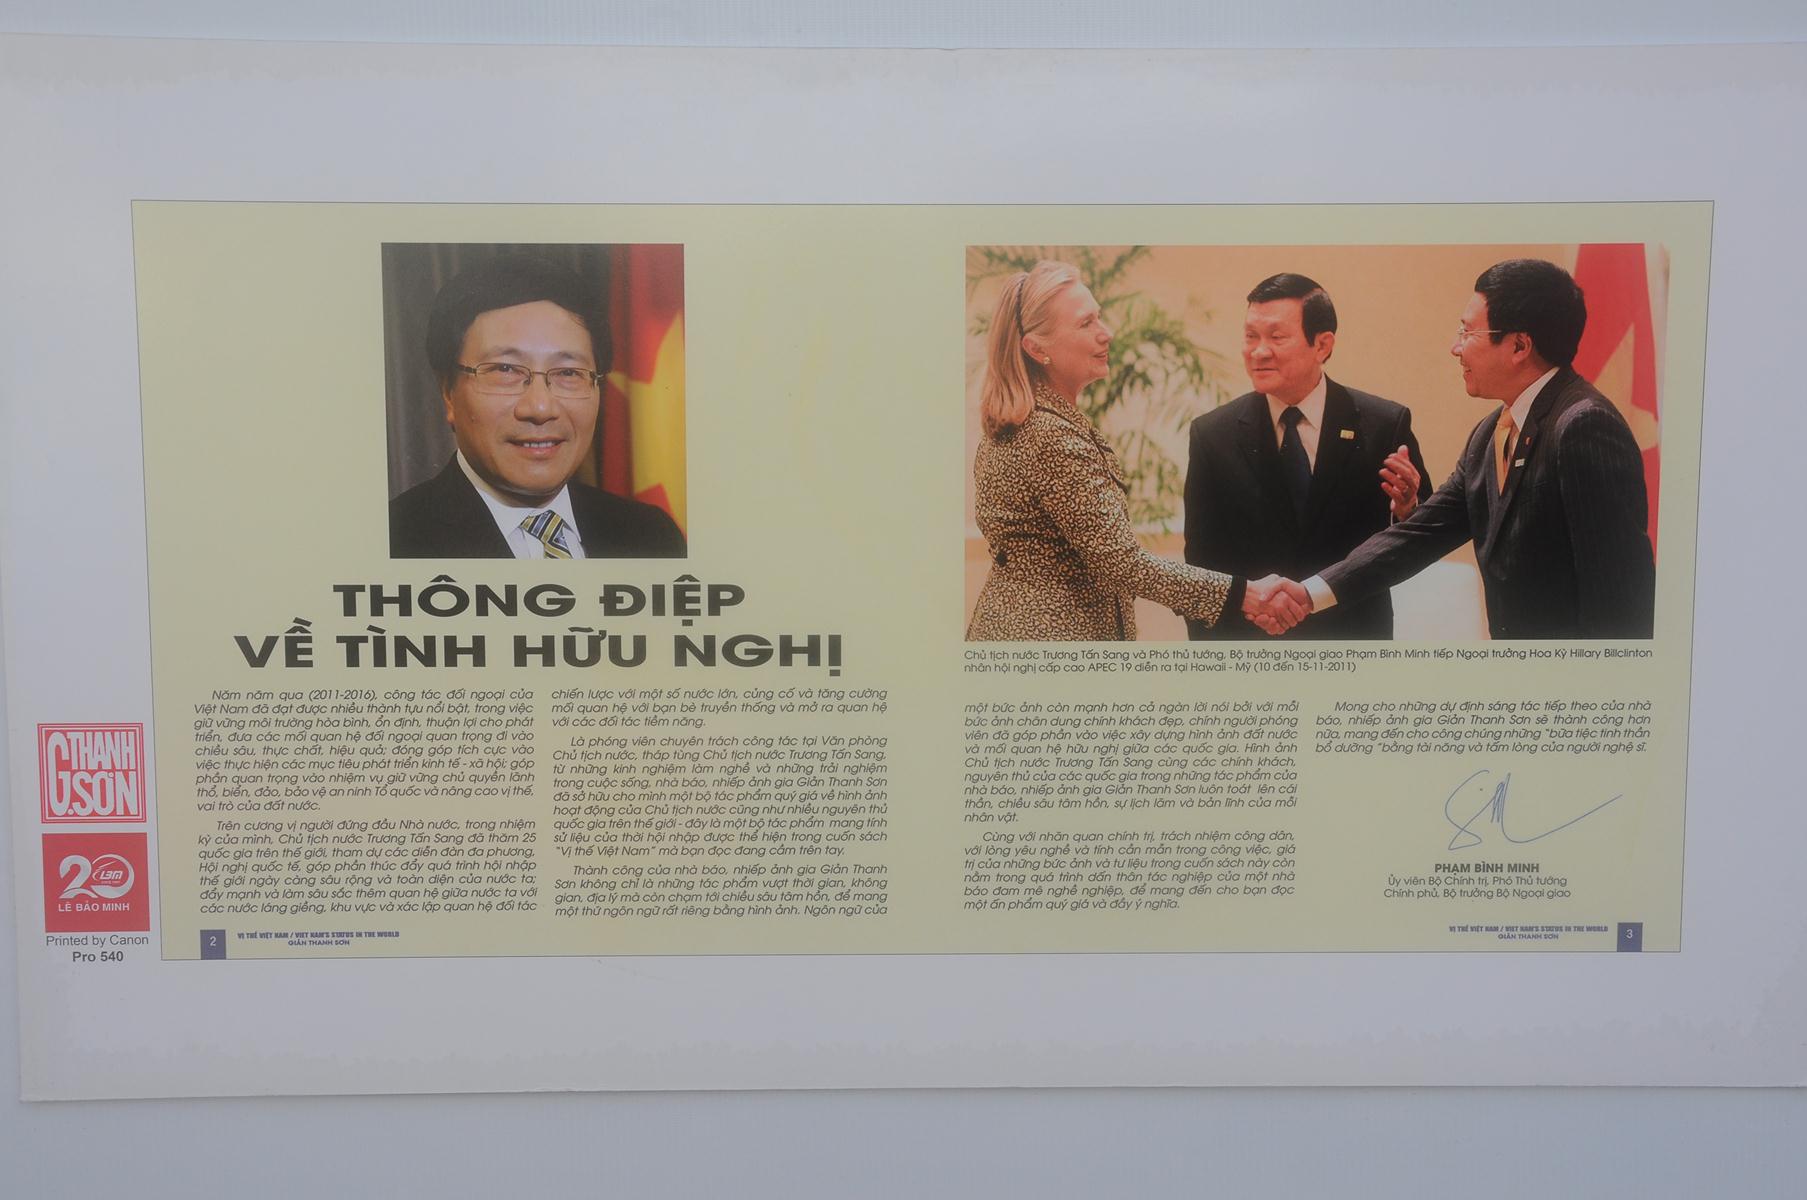 THÔNG ĐIỆP
VỀ TÌNH HỮU NGHỊ
Năm năm qua (2011-2016), công tác đối ngoại của
Việt Nam đã đạt được nhiều thành tựu nổi bật, trong việc
giữ vững môi trường hòa bình, ổn định, thuận lợi cho phát
triển, đưa các mối quan hệ đối ngoại quan trọng đi vào
chiều sâu, thực chất, hiệu quả; đóng góp tích cực vào
việc thực hiện các mục tiêu phát triển kinh tế - xã hội; góp
phần quan trọng vào nhiệm vụ giữ vững chủ quyền lãnh
thổ, biển, đảo, bảo vệ an ninh Tổ quốc và nâng cao vị thế,
vai trò của đất nước.
Trên cương vị người đứng đầu Nhà nước, trong nhiệm
kỳ của mình, Chủ tịch nước Trương Tấn Sang đã thăm 25
quốc gia trên thế giới, tham dự các diễn đàn đa phương,
Hội nghị quốc tế, góp phần thúc đẩy quá trình hội nhập
thế giới ngày càng sâu rộng và toàn diện của nước ta;
đẩy mạnh và làm sâu sắc thêm quan hệ giữa nước ta với
các nước láng giềng, khu vực và xác lập quan hệ đối tác
chiến lược với một số nước lớn, củng cố và tăng cường
mối quan hệ với bạn bè truyền thống và mở ra quan hệ
với các đối tác tiềm năng.
Là phóng viên chuyên trách công tác tại Văn phòng
Chủ tịch nước, tháp tùng Chủ tịch nước Trương Tấn Sang,
từ những kinh nghiệm làm nghề và những trải nghiệm
trong cuộc sống, nhà báo, nhiếp ảnh gia Giản Thanh Sơn
đã sở hữu cho mình một bộ tác phẩm quý giá về hình ảnh
hoạt động của Chủ tịch nước cũng như nhiều nguyên thủ
quốc gia trên thế giới - đây là một bộ tác phẩm mang tính
sử liệu của thời hội nhập được thể hiện trong cuốn sách
"Vị thế Việt Nam" mà bạn đọc đang cầm trên tay.
Thành công của nhà báo, nhiếp ảnh gia Giản Thanh
Sơn không chỉ là những tác phẩm vượt thời gian, không
gian, địa lý mà còn chạm tới chiều sâu tâm hồn, để mang
một thứ ngôn ngữ rất riêng bằng hình ảnh. Ngôn ngữ của
2
VỊ THẾ VIỆT NAM / VIET NAM'S STATUS IN THE WORLD
GIẢN THANH SƠN
Chủ tịch nước Trương Tấn Sang và Phó thủ tướng, Bộ trưởng Ngoại giao Phạm Bình Minh tiếp Ngoại trưởng Hoa Kỳ Hillary Billclinton
nhân hội nghị cấp cao APEC 19 diễn ra tại Hawaii - Mỹ (10 đến 15-11-2011)
một bức ảnh còn mạnh hơn cả ngàn lời nói bởi với mỗi
bức ảnh chân dung chính khách đẹp, chính người phóng
viên đã góp phần vào việc xây dựng hình ảnh đất nước
và mối quan hệ hữu nghị giữa các quốc gia. Hình ảnh
Chủ tịch nước Trương Tấn Sang cùng các chính khách,
nguyên thủ của các quốc gia trong những tác phẩm của
nhà báo, nhiếp ảnh gia Giản Thanh Sơn luôn toát lên cái
thần, chiều sâu tâm hồn, sự lịch lãm và bản lĩnh của mỗi
nhân vật.
Cùng với nhãn quan chính trị, trách nhiệm công dân,
với lòng yêu nghề và tính cần mẫn trong công việc, giá
trị của những bức ảnh và tư liệu trong cuốn sách này còn
nằm trong quá trình dấn thân tác nghiệp của một nhà
báo đam mê nghề nghiệp, để mang đến cho bạn đọc
một ấn phẩm quý giá và đầy ý nghĩa.
Mong cho những dự định sáng tác tiếp theo của nhà
báo, nhiếp ảnh gia Giản Thanh Sơn sẽ thành công hơn
nữa, mang đến cho công chúng những "bữa tiệc tinh thần
bổ dưỡng "bằng tài năng và tấm lòng của người nghệ sĩ.
PHẠM BÌNH MINH
Ủy viên Bộ Chính trị, Phó Thủ tướng
Chính phủ, Bộ trưởng Bộ Ngoại giao
VỊ THẾ VIỆT NAM / VIET NAM'S STATUS IN THE WORLD
GIẢN THANH SƠN
3
G.THANH
SƠN
20
LBM
LÊ BẢO MINH
Printed by Canon
Pro 540